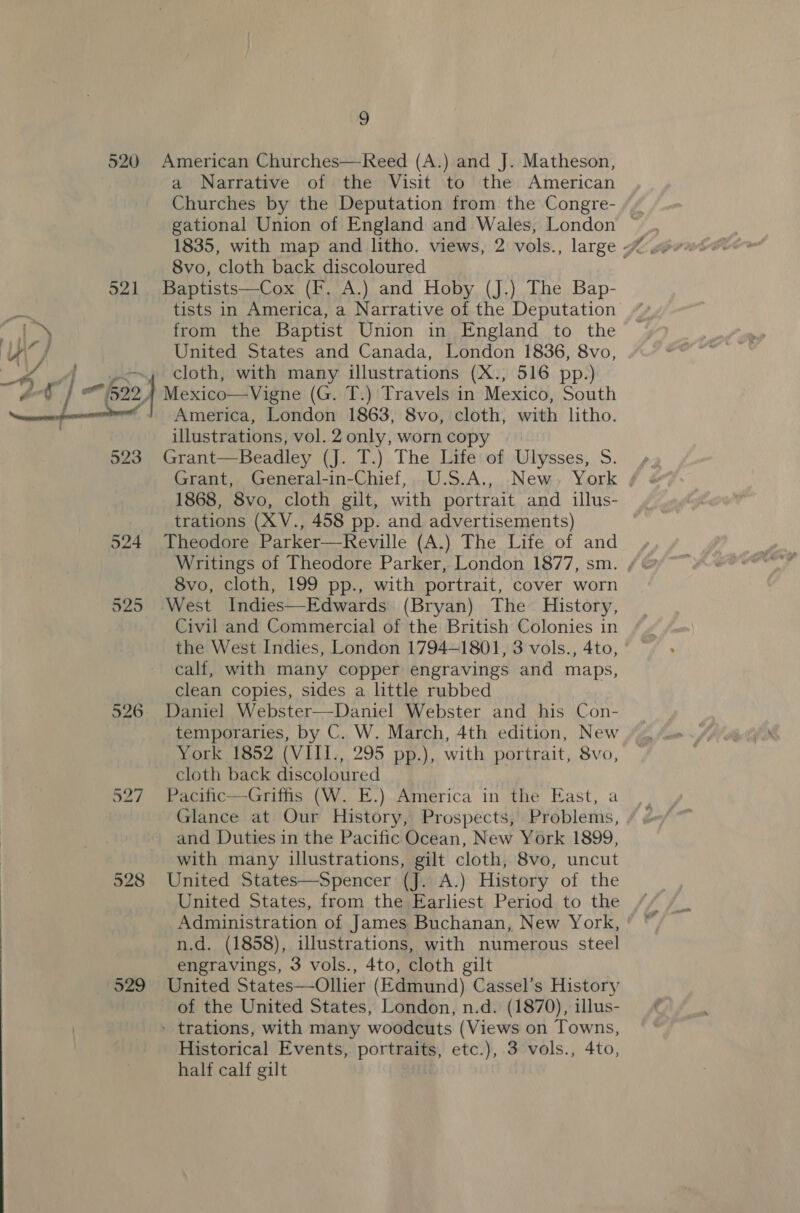 9
520 American Churches—Reed (A.) and J. Matheson,
a Narrative of the Visit to the American
Churches by the Deputation from the Congre-
gational Union of England and Wales, London
1835, with map and litho. views, 2 vols., large
8vo, cloth back discoloured
521 Baptists—Cox (F. A.) and Hoby (J.) The Bap-
tists in America, a Narrative of the Deputation
from the Baptist Union in England to the
United States and Canada, London 1836, 8vo,
cloth, with many illustrations (X., 516 pp.)
522 Mexico—Vigne (G. T.) Travels in Mexico, South
America, London 1863, 8vo, cloth, with litho.
illustrations, vol. 2 only, worn copy
523 Grant—Beadley (J. T.) The Life of Ulysses, S.
Grant, General-in-Chief, U.S.A., New York
1868, 8vo, cloth gilt, with portrait and illus-
trations (XV., 458 pp. and advertisements)
524 Theodore Parker—Reville (A.) The Life of and
Writings of Theodore Parker, London 1877, sm.
8vo, cloth, 199 pp., with portrait, cover worn
525 West Indies—Edwards (Bryan) The History,
Civil and Commercial of the British Colonies in
the West Indies, London 1794-1801, 3 vols., 4to,
calf, with many copper engravings and maps,
clean copies, sides a little rubbed
526 Daniel Webster—Daniel Webster and his Con-
temporaries, by C. W. March, 4th edition, New
York 1852 (VIII., 295 pp.), with portrait, 8vo,
cloth back discoloured
527 Pacific—Griffis (W. E.) America in the East, a
Glance at Our History, Prospects, Problems,
and Duties in the Pacific Ocean, New York 1899,
with many illustrations, gilt cloth, 8vo, uncut
528 United States—Spencer (J. A.) History of the
United States, from the Earliest Period to the
Administration of James Buchanan, New York,
n.d. (1858), illustrations, with numerous steel
engravings, 3 vols., 4to, cloth gilt
529 United States—Ollier (Edmund) Cassel's History
of the United States, London, n.d. (1870), illus-
trations, with many woodcuts (Views on Towns,
Historical Events, portraits, etc.), 3 vols., 4to,
half calf gilt